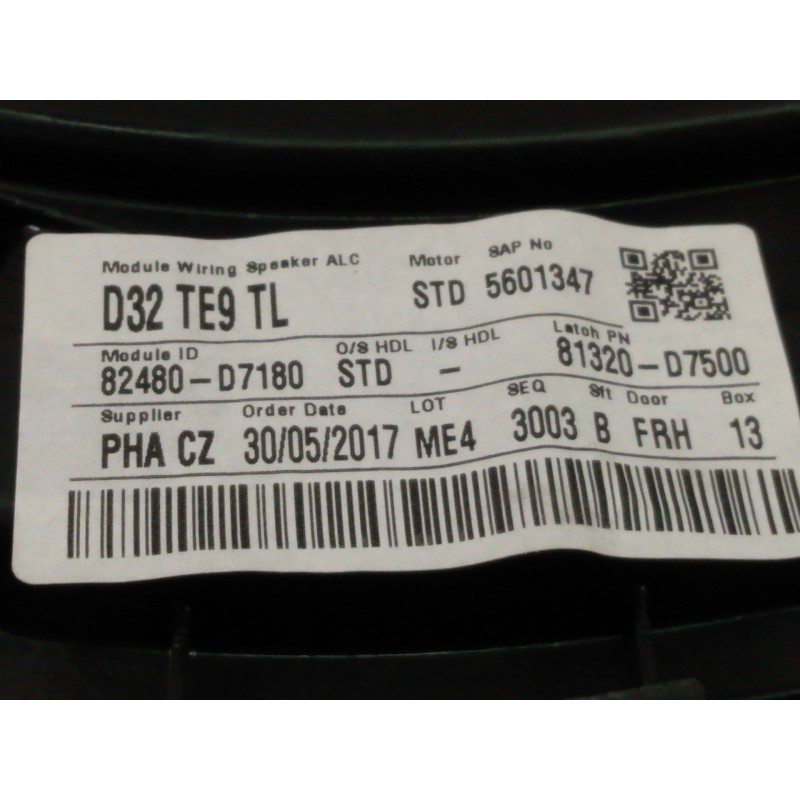 Module Wiring Speaker ALC Motor SAP No
D32 TE9 TL STD 5601347
Module ID O/S HDL I/S HDL Latch PN
82480-D7180 STD - 81320-D7500
Supplier Order Date LOT SEQ Sft Door Box
PHA CZ 30/05/2017 ME4 3003 B FRH 13